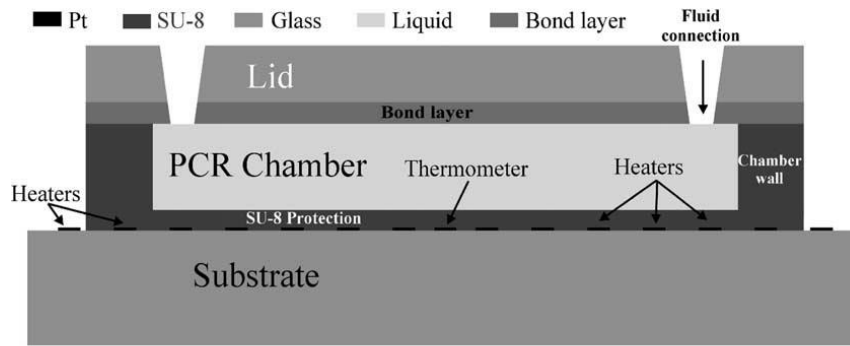 Pt SU-8 Glass Liquid Bond layer
Fluid
connection
Lid
Bond layer
PCR Chamber
Thermometer
Heaters
Chamber
wall
Heaters
SU-8 Protection
Substrate